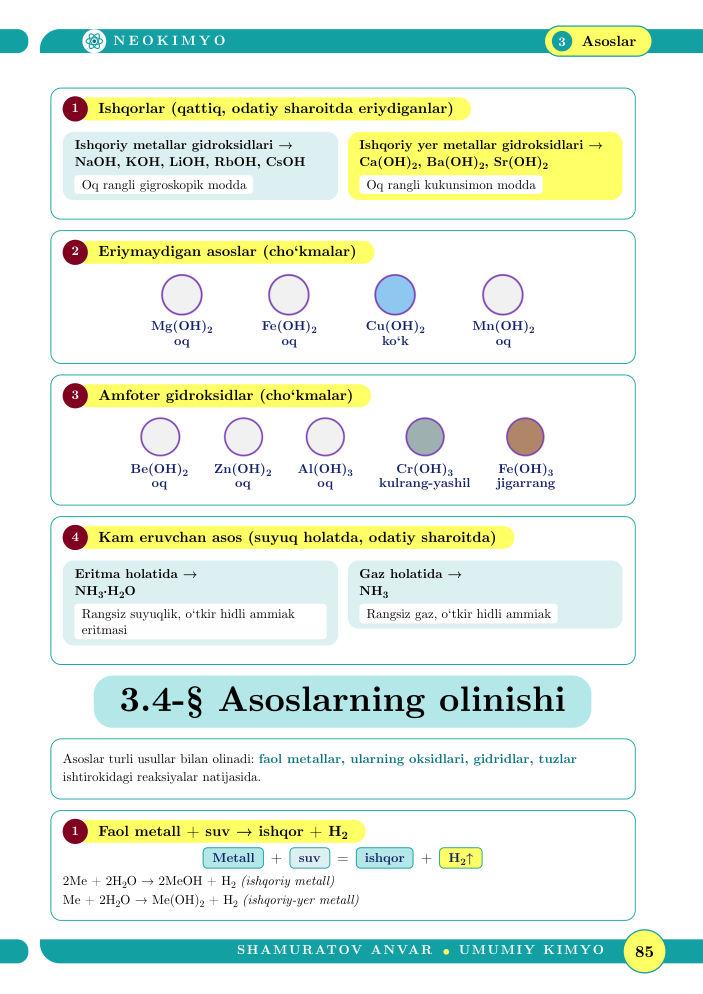 NEOKIMYO
3 Asoslar
1 Ishqorlar (qattiq, odatiy sharoitda eriydiganlar)
Ishqoriy metallar gidroksidlari →
NaOH, KOH, LiOH, RbOH, CsOH
Oq rangli gigroskopik modda
Ishqoriy yer metallar gidroksidlari →
Ca(OH)₂, Ba(OH)₂, Sr(OH)₂
Oq rangli kukunsimon modda
2 Eriymaydigan asoslar (cho‘kmalar)
Mg(OH)₂ Fe(OH)₂ Cu(OH)₂ Mn(OH)₂
oq oq ko‘k oq
3 Amfoter gidroksidlar (cho‘kmalar)
Be(OH)₂ Zn(OH)₂ Al(OH)₃ Cr(OH)₃ Fe(OH)₃
oq oq oq kulrang-yashil jigarrang
4 Kam eruvchan asos (suyuq holatda, odatiy sharoitda)
Eritma holatida →
NH₃·H₂O
Rangsiz suyuqlik, o‘tkir hidli ammiak
eritmasi
Gaz holatida →
NH₃
Rangsiz gaz, o‘tkir hidli ammiak
3.4-§ Asoslarning olinishi
Asoslar turli usullar bilan olinadi: faol metallar, ularning oksidlari, gidridlar, tuzlar
ishtirokidagi reaksiyalar natijasida.
1 Faol metall + suv → ishqor + H₂
Metall + suv = ishqor + H₂↑
2Me + 2H₂O → 2MeOH + H₂ (ishqoriy metall)
Me + 2H₂O → Me(OH)₂ + H₂ (ishqoriy-yer metall)
SHAMURATOV ANVAR • UMUMIY KIMYO 85